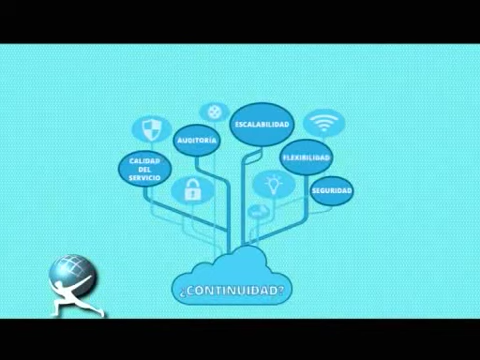 ESCALABILIDAD
AUDITORÍA
FLEXIBILIDAD
CALIDAD
DEL
SERVICIO
SEGURIDAD
¿CONTINUIDAD?